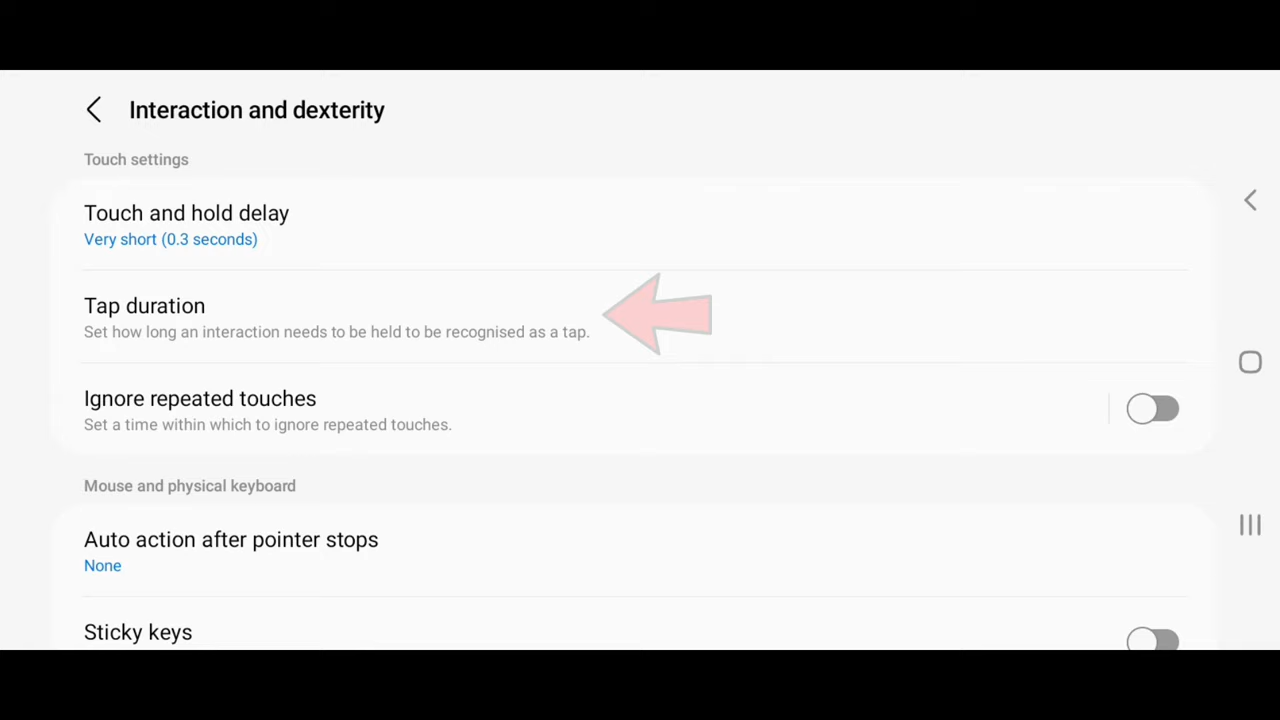 Interaction and dexterity
Touch settings
Touch and hold delay
Very short (0.3 seconds)
Tap duration
Set how long an interaction needs to be held to be recognised as a tap.
Ignore repeated touches
Set a time within which to ignore repeated touches.
Mouse and physical keyboard
Auto action after pointer stops
None
Sticky keys